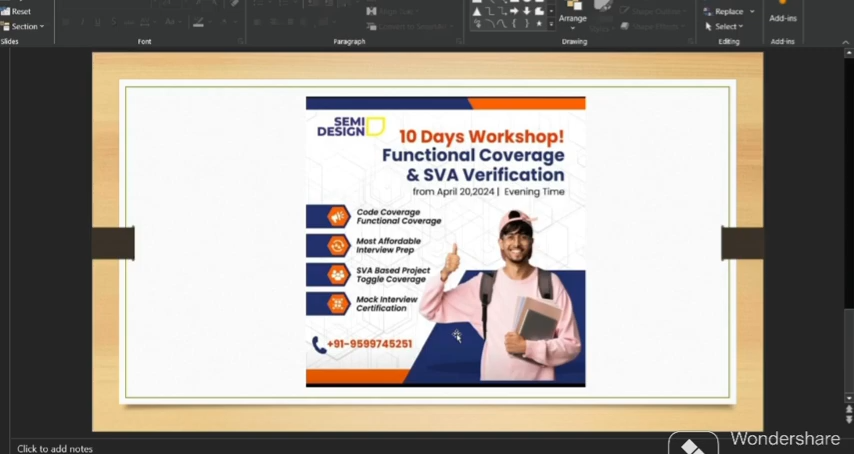 Reset
Replace
Add-ins
Section
Arrange
Select
Slides
Font
Paragraph
Drawing
Editing
Add-ins
SEMI
DESIGN
10 Days Workshop!
Functional Coverage
& SVA Verification
from April 20,2024 | Evening Time
Code Coverage
Functional Coverage
Most Affordable
Interview Prep
SVA Based Project
Toggle Coverage
Mock Interview
Certification
+91-9599745251
Click to add notes
Wondershare